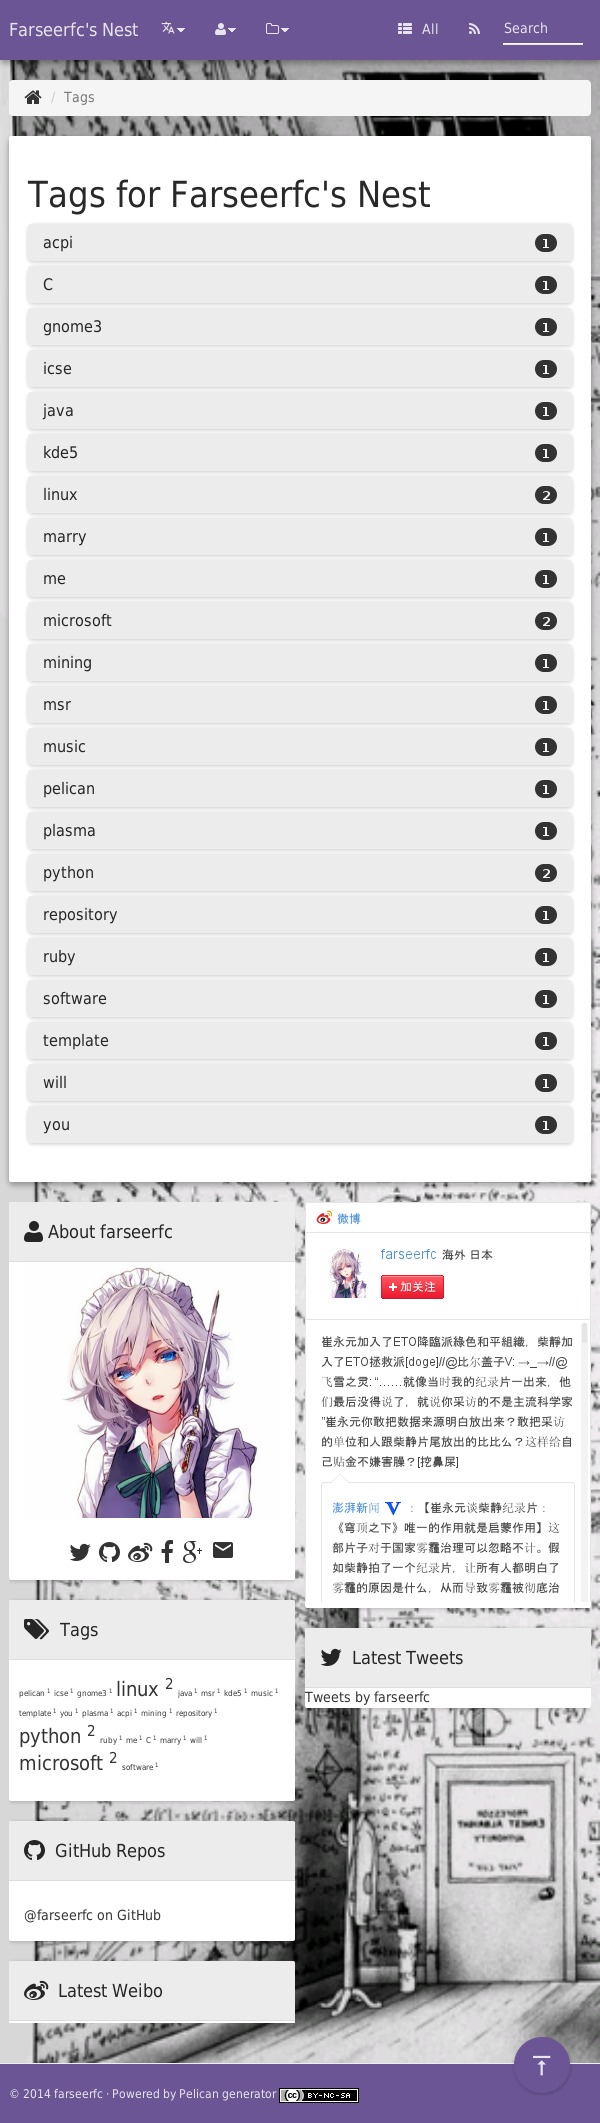 Farseerfc's Nest
All
Search
Tags
Tags for Farseerfc's Nest
acpi 1
C 1
gnome3 1
icse 1
java 1
kde5 1
linux 2
marry 1
me 1
microsoft 2
mining 1
msr 1
music 1
pelican 1
plasma 1
python 2
repository 1
ruby 1
software 1
template 1
will 1
you 1
About farseerfc
Tags
pelican 1 icse 1 gnome3 1 linux 2 java 1 msr 1 kde5 1 music 1
template 1 you 1 plasma 1 acpi 1 mining 1 repository 1
python 2 ruby 1 me 1 C 1 marry 1 will 1
microsoft 2 software 1
GitHub Repos
@farseerfc on GitHub
Latest Weibo
微博
farseerfc 海外 日本
+加关注
崔永元加入了ETO降臨派綠色和平組織，柴靜加
入了ETO拯救派[doge]//@比尔盖子V: →_→//@
飞雪之灵: “……就像当时我的纪录片一出来，他
们最后没得说了，就说你采访的不是主流科学家
”崔永元你敢把数据来源明白放出来？敢把采访
的单位和人跟柴静片尾放出的比比么？这样给自
己贴金不嫌害臊？[挖鼻屎]
澎湃新闻 V ：【崔永元谈柴静纪录片：
《穹顶之下》唯一的作用就是启蒙作用】这
部片子对于国家雾霾治理可以忽略不计。假
如柴静拍了一个纪录片，让所有人都明白了
雾霾的原因是什么，从而导致雾霾被彻底治
Latest Tweets
Tweets by farseerfc
© 2014 farseerfc · Powered by Pelican generator
cc BY-NC-SA